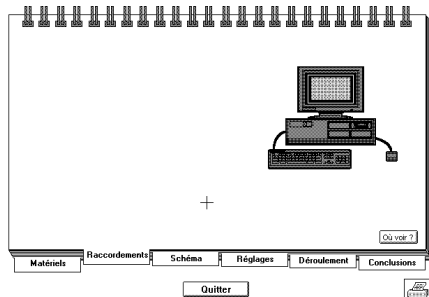 Où voir ?
Matériels
Raccordements
Schéma
Réglages
Déroulement
Conclusions
Quitter